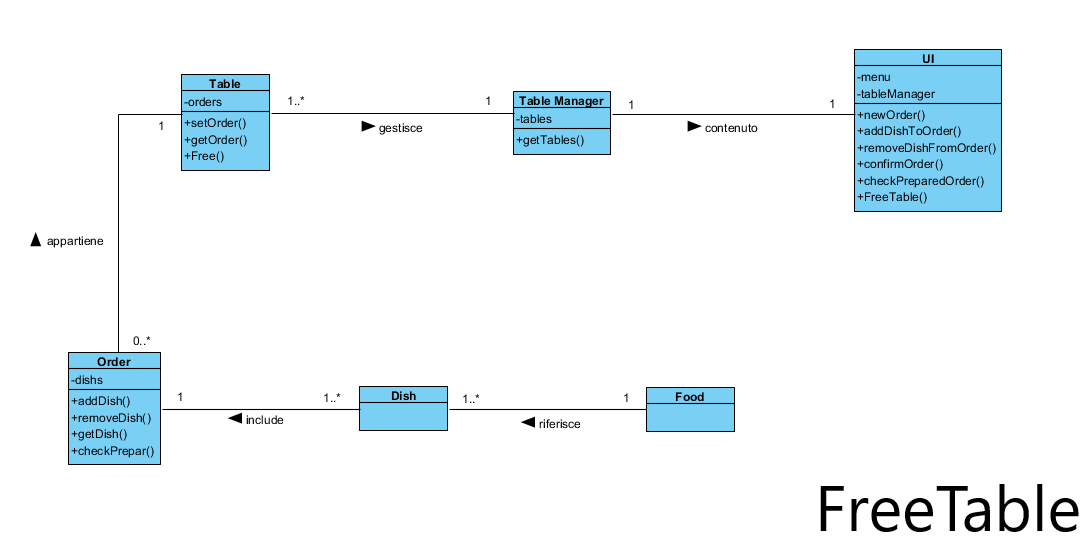 Table
-orders
+setOrder()
+getOrder()
+Free()
1..*
gestisce
1
Table Manager
-tables
+getTables()
1
contenuto
1
UI
-menu
-tableManager
+newOrder()
+addDishToOrder()
+removeDishFromOrder()
+confirmOrder()
+checkPreparedOrder()
+FreeTable()
1
appartiene
0..*
Order
-dishs
+addDish()
+removeDish()
+getDish()
+checkPrepar()
1
include
1..*
Dish
1..*
riferisce
1
Food
FreeTable